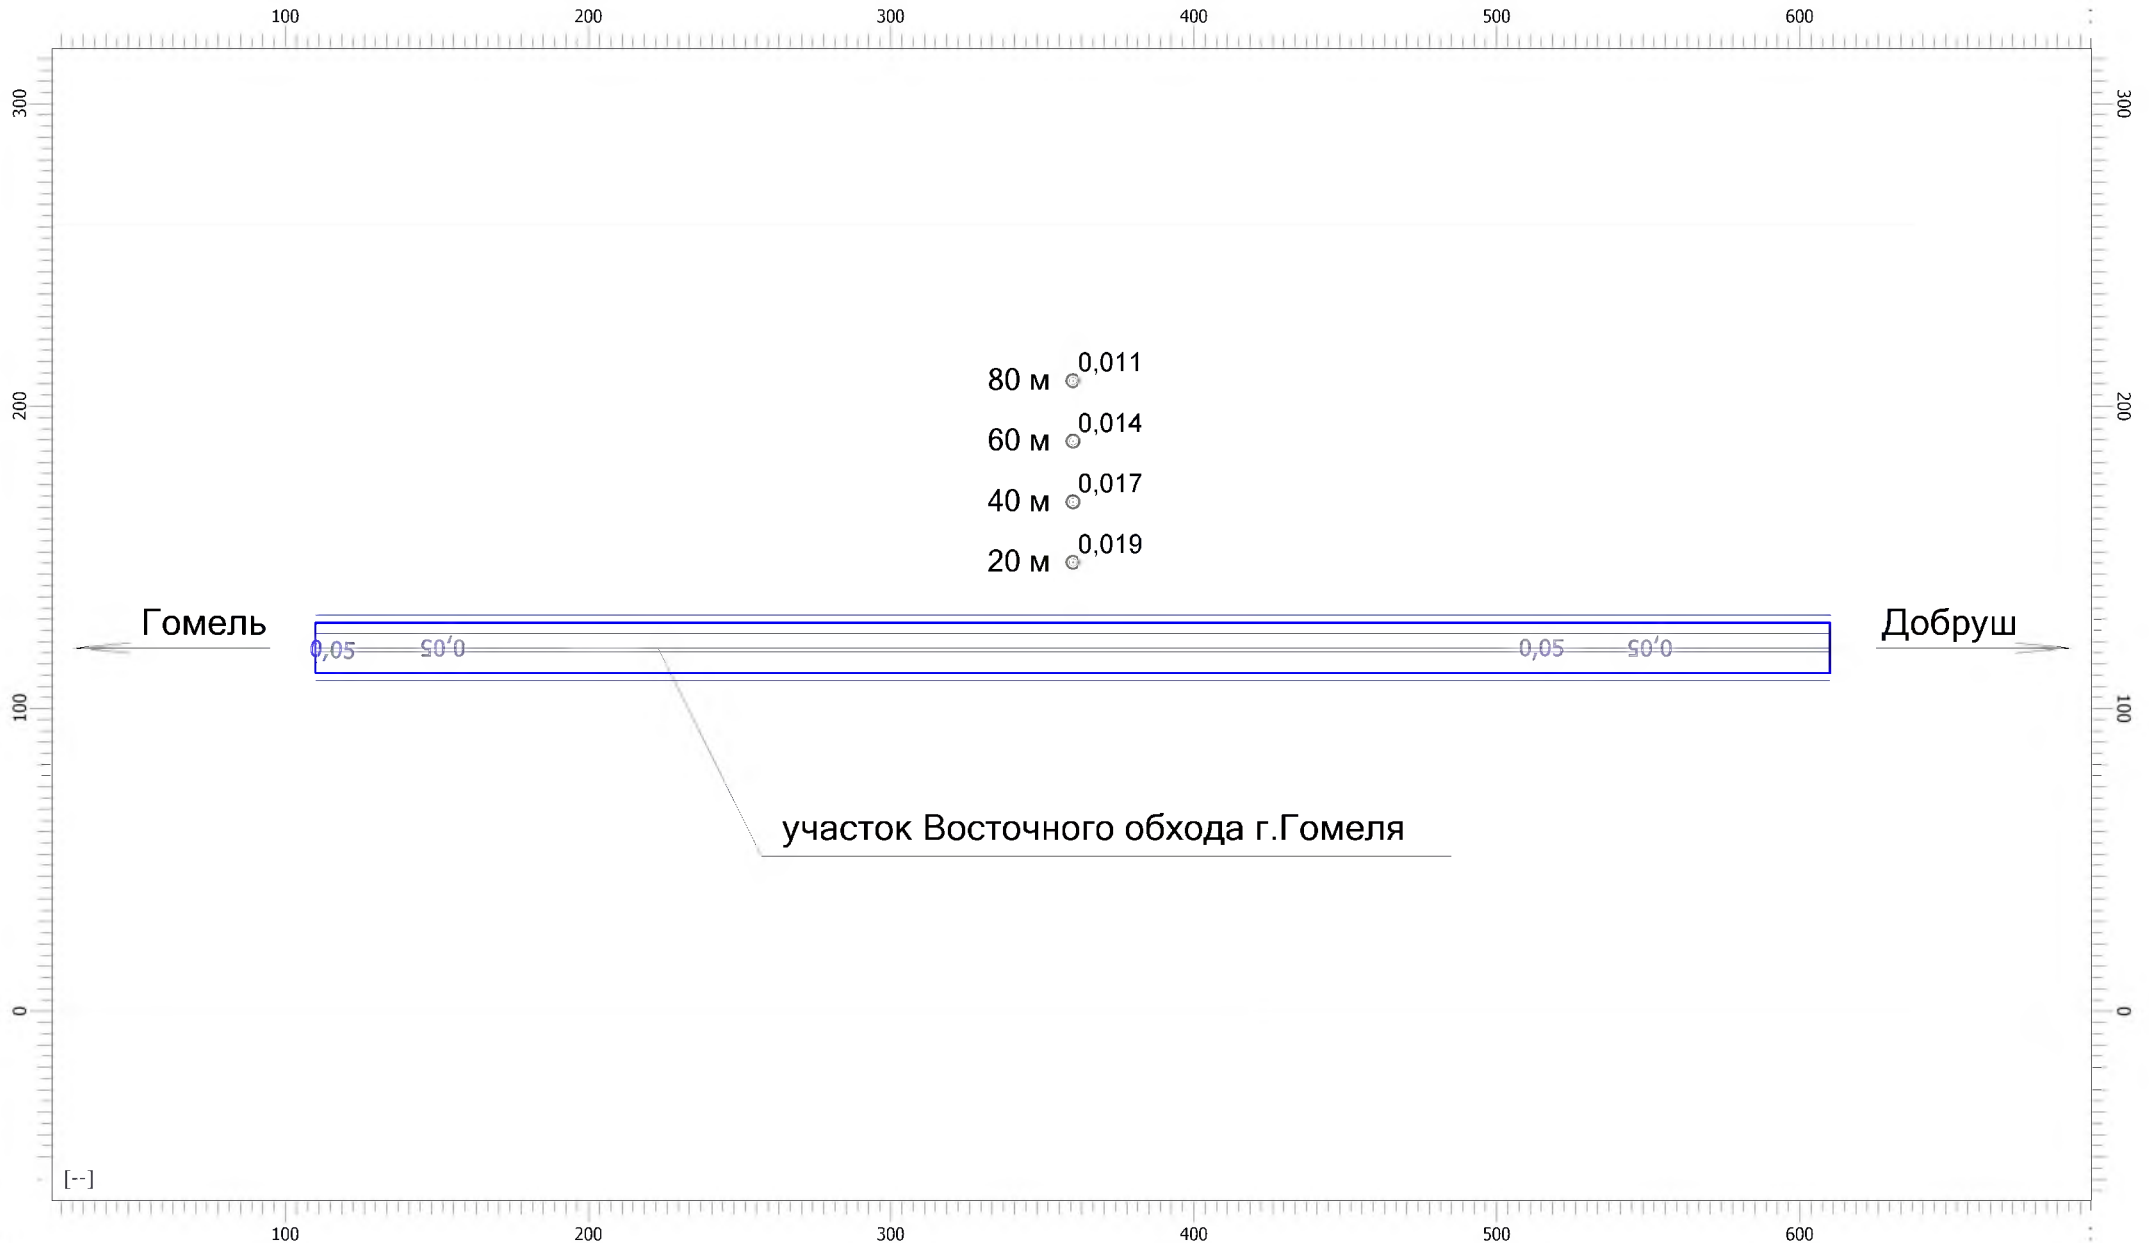 100 200 300 400 500 600
300 300
80 м 0,011
200 200
60 м 0,014
40 м 0,017
20 м 0,019
Гомель Добруш
0,05 0,05 0,05 0,05
100 100
участок Восточного обхода г.Гомеля
0 0
[--]
100 200 300 400 500 600